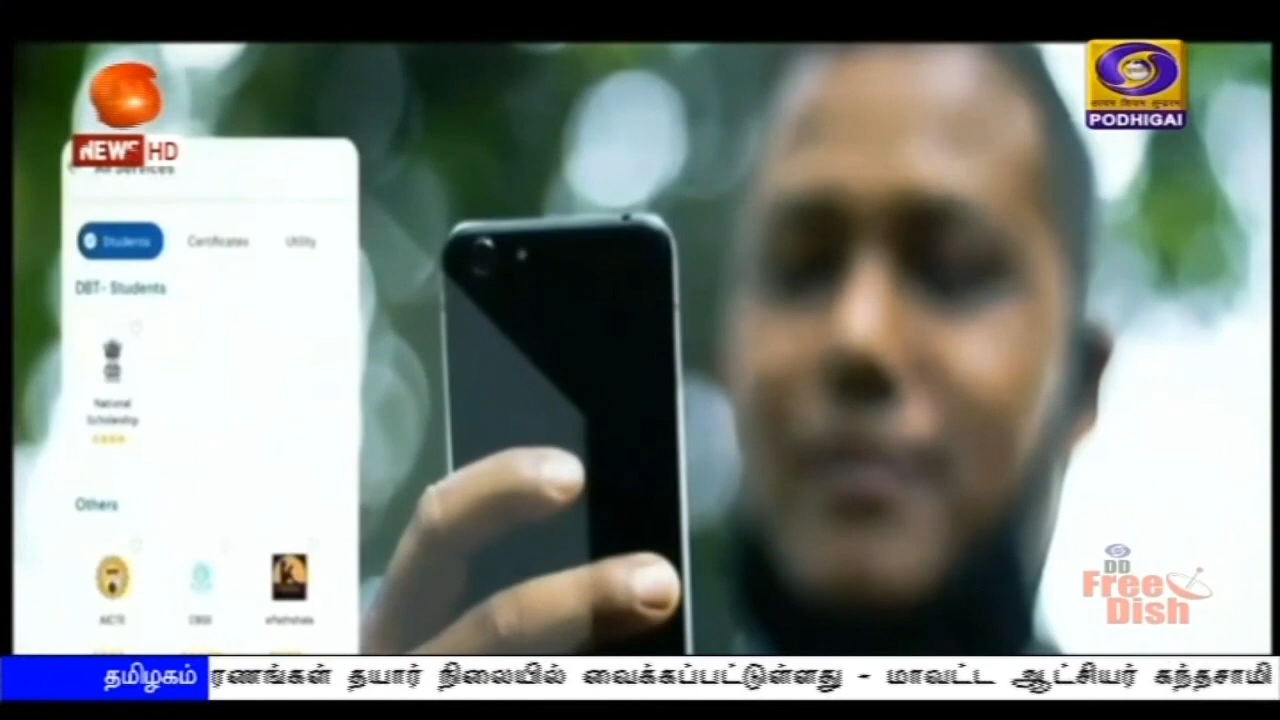 NEWS HD
PODHIGAI
All Services
Students Certificates Utility
DBT- Students
National
Scholarship
Others
AICTE CBSE ePathshala
DD
Free
Dish
தமிழகம் ரணங்கள் தயார் நிலையில் வைக்கப்பட்டுள்ளது - மாவட்ட ஆட்சியர் கந்தசாமி